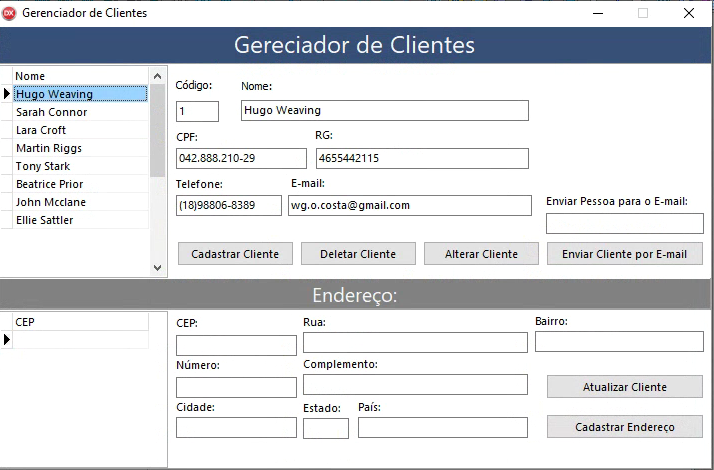 DX Gerenciador de Clientes
Gereciador de Clientes
Nome
Hugo Weaving
Sarah Connor
Lara Croft
Martin Riggs
Tony Stark
Beatrice Prior
John Mcclane
Ellie Sattler
Código: Nome:
1 Hugo Weaving
CPF: RG:
042.888.210-29 4655442115
Telefone: E-mail:
(18)98806-8389 wg.o.costa@gmail.com
Enviar Pessoa para o E-mail:
Cadastrar Cliente Deletar Cliente Alterar Cliente Enviar Cliente por E-mail
Endereço:
CEP
CEP: Rua: Bairro:
Número: Complemento:
Atualizar Cliente
Cidade: Estado: País:
Cadastrar Endereço